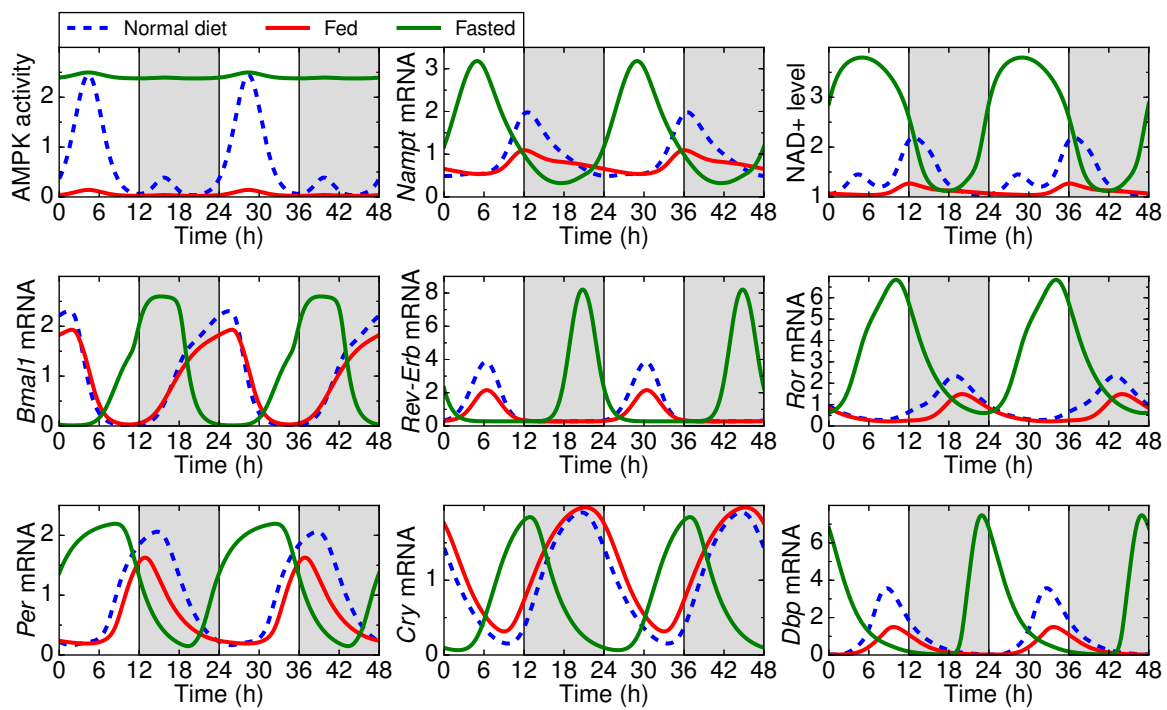 Normal diet Fed Fasted
AMPK activity
0 1 2
0 6 12 18 24 30 36 42 48
Time (h)
Nampt mRNA
0 1 2 3
0 6 12 18 24 30 36 42 48
Time (h)
NAD+ level
1 2 3
0 6 12 18 24 30 36 42 48
Time (h)
Bmal1 mRNA
0 1 2
0 6 12 18 24 30 36 42 48
Time (h)
Rev-Erb mRNA
0 2 4 6 8
0 6 12 18 24 30 36 42 48
Time (h)
Ror mRNA
0 1 2 3 4 5 6
0 6 12 18 24 30 36 42 48
Time (h)
Per mRNA
0 1 2
0 6 12 18 24 30 36 42 48
Time (h)
Cry mRNA
0 1
0 6 12 18 24 30 36 42 48
Time (h)
Dbp mRNA
0 2 4 6
0 6 12 18 24 30 36 42 48
Time (h)